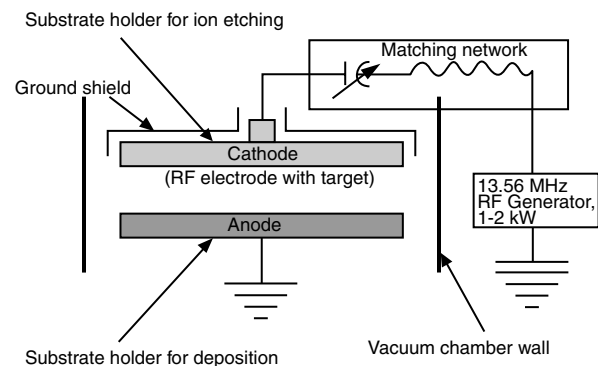 Substrate holder for ion etching
Matching network
Ground shield
Cathode
(RF electrode with target)
13.56 MHz
RF Generator,
1-2 kW
Anode
Vacuum chamber wall
Substrate holder for deposition